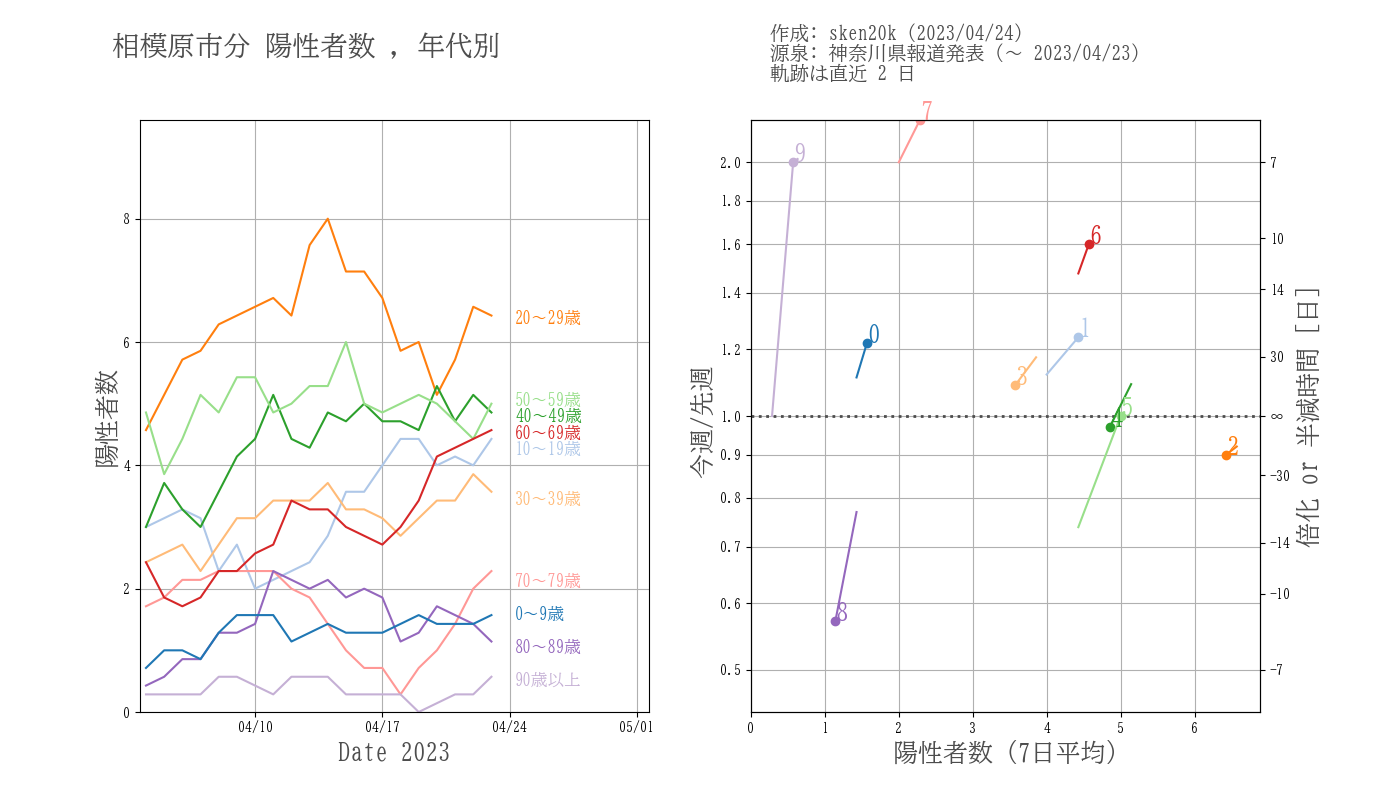 相模原市分 陽性者数 , 年代別
作成: sken20k (2023/04/24)
源泉: 神奈川県報道発表 (～ 2023/04/23)
軌跡は直近 2 日
陽性者数
8
6
4
2
0
04/10
04/17
04/24
05/01
Date 2023
20～29歳
50～59歳
40～49歳
60～69歳
10～19歳
30～39歳
70～79歳
0～9歳
80～89歳
90歳以上
今週/先週
2.0
1.8
1.6
1.4
1.2
1.0
0.9
0.8
0.7
0.6
0.5
0
1
2
3
4
5
6
陽性者数 (7日平均)
7
9
6
0
1
3
5
4
2
8
7
10
14
30
∞
-30
-14
-10
-7
倍化 or 半減時間 [日]